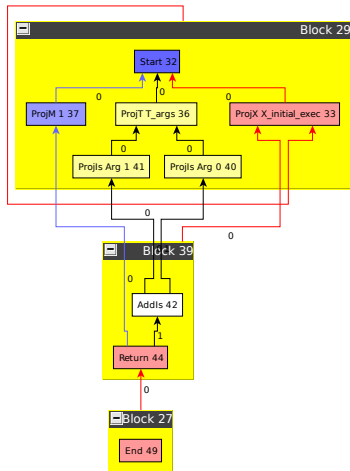 Block 29
Start 32
0
0
0
ProjM 1 37
ProjT T_args 36
ProjX X_initial_exec 33
0
0
ProjIs Arg 1 41
ProjIs Arg 0 40
0
0
Block 39
0
AddIs 42
1
Return 44
0
Block 27
End 49